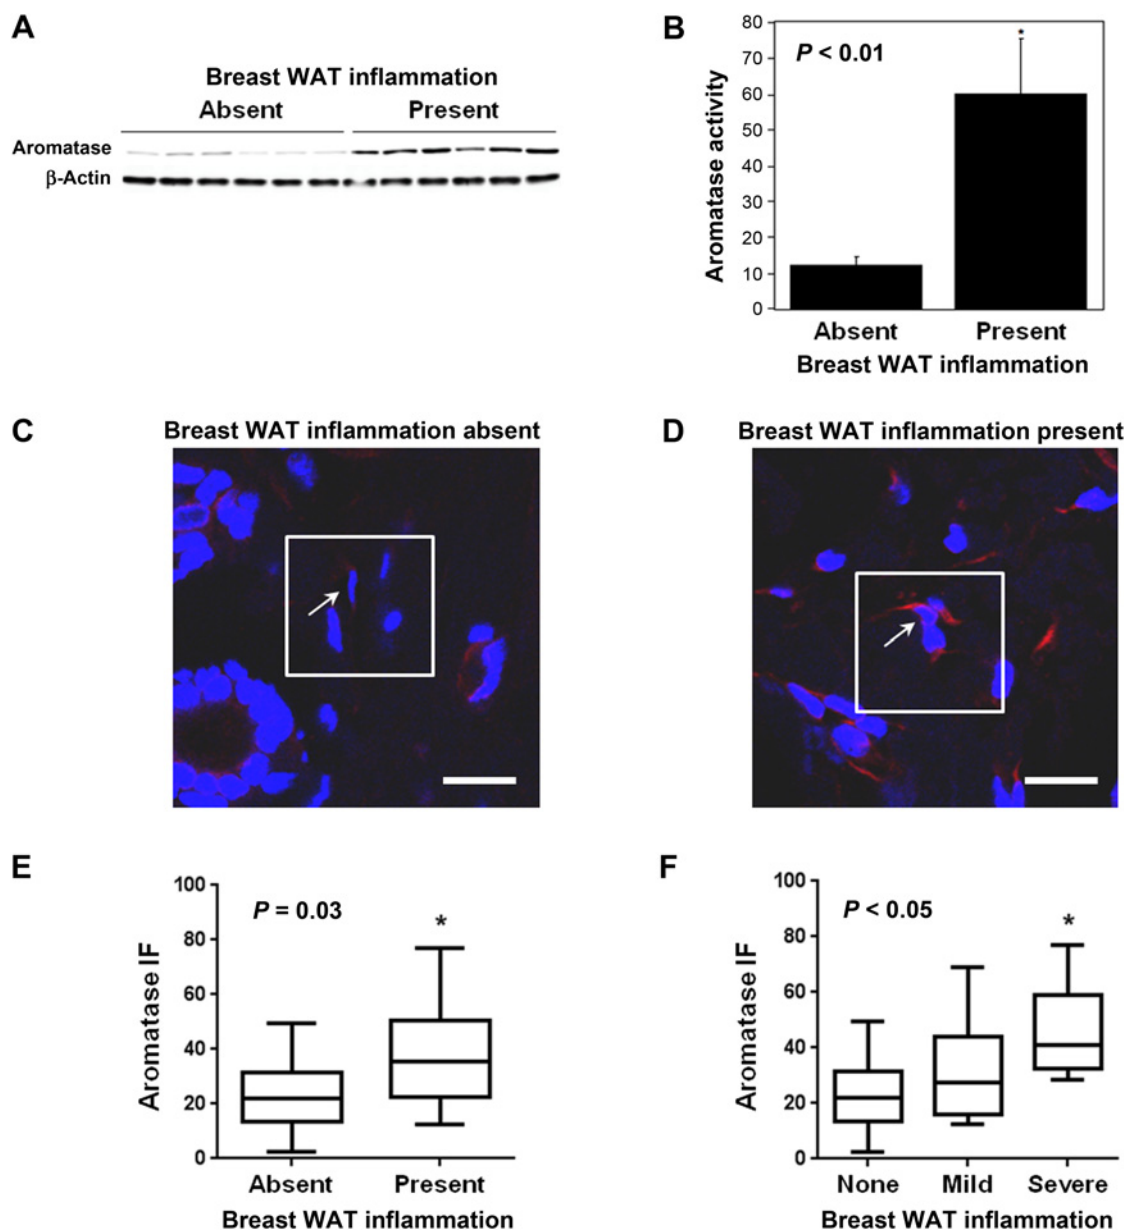 A
Breast WAT inflammation
Absent Present
Aromatase
β-Actin
B
80
70
60
50
40
30
20
10
0
Aromatase activity
P < 0.01
*
Absent Present
Breast WAT inflammation
C
Breast WAT inflammation absent
D
Breast WAT inflammation present
E
100
80
60
40
20
0
Aromatase IF
P = 0.03
*
Absent Present
Breast WAT inflammation
F
100
80
60
40
20
0
Aromatase IF
P < 0.05
*
None Mild Severe
Breast WAT inflammation